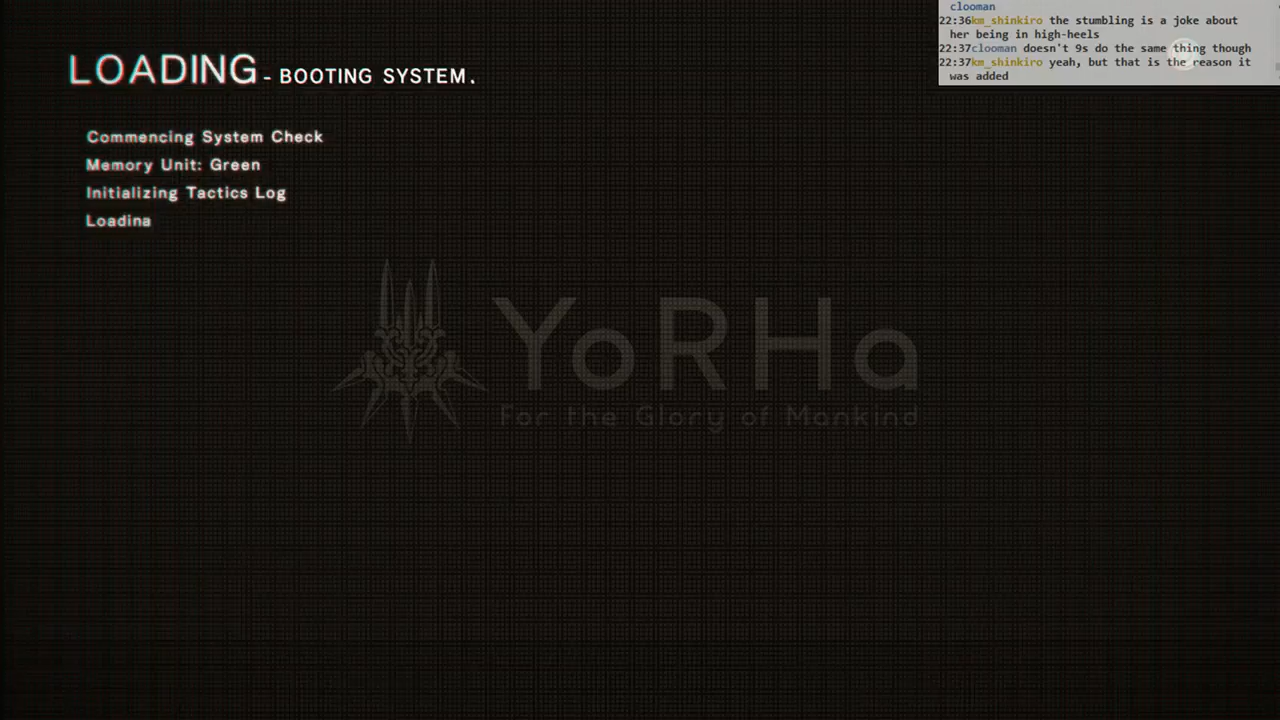 LOADING - BOOTING SYSTEM.
Commencing System Check
Memory Unit: Green
Initializing Tactics Log
Loadina
YoRHa
For the Glory of Mankind
clooman
22:36km_shinkiro the stumbling is a joke about
her being in high-heels
22:37clooman doesn't 9s do the same thing though
22:37km_shinkiro yeah, but that is the reason it
was added